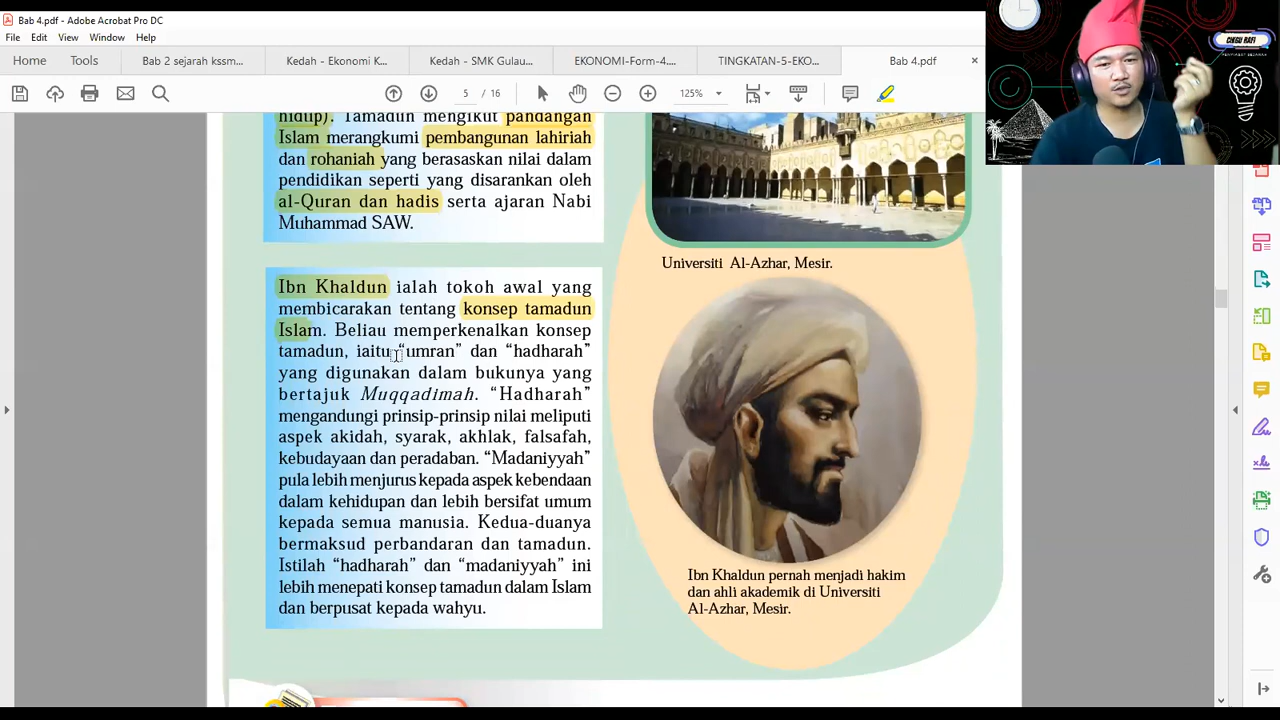 Bab 4.pdf - Adobe Acrobat Pro DC
File Edit View Window Help
Home Tools Bab 2 sejarah kssm... Kedah - Ekonomi K... Kedah - SMK Gulau... EKONOMI-Form-4.... TINGKATAN-5-EKO... Bab 4.pdf ×
5 / 16 125%
CIKGU RAFI
hidup). Tamadun mengikut pandangan
Islam merangkumi pembangunan lahiriah
dan rohaniah yang berasaskan nilai dalam
pendidikan seperti yang disarankan oleh
al-Quran dan hadis serta ajaran Nabi
Muhammad SAW.
Universiti Al-Azhar, Mesir.
Ibn Khaldun ialah tokoh awal yang
membicarakan tentang konsep tamadun
Islam. Beliau memperkenalkan konsep
tamadun, iaitu “umran” dan “hadharah”
yang digunakan dalam bukunya yang
bertajuk Muqqadimah. “Hadharah”
mengandungi prinsip-prinsip nilai meliputi
aspek akidah, syarak, akhlak, falsafah,
kebudayaan dan peradaban. “Madaniyyah”
pula lebih menjurus kepada aspek kebendaan
dalam kehidupan dan lebih bersifat umum
kepada semua manusia. Kedua-duanya
bermaksud perbandaran dan tamadun.
Istilah “hadharah” dan “madaniyyah” ini
lebih menepati konsep tamadun dalam Islam
dan berpusat kepada wahyu.
Ibn Khaldun pernah menjadi hakim
dan ahli akademik di Universiti
Al-Azhar, Mesir.